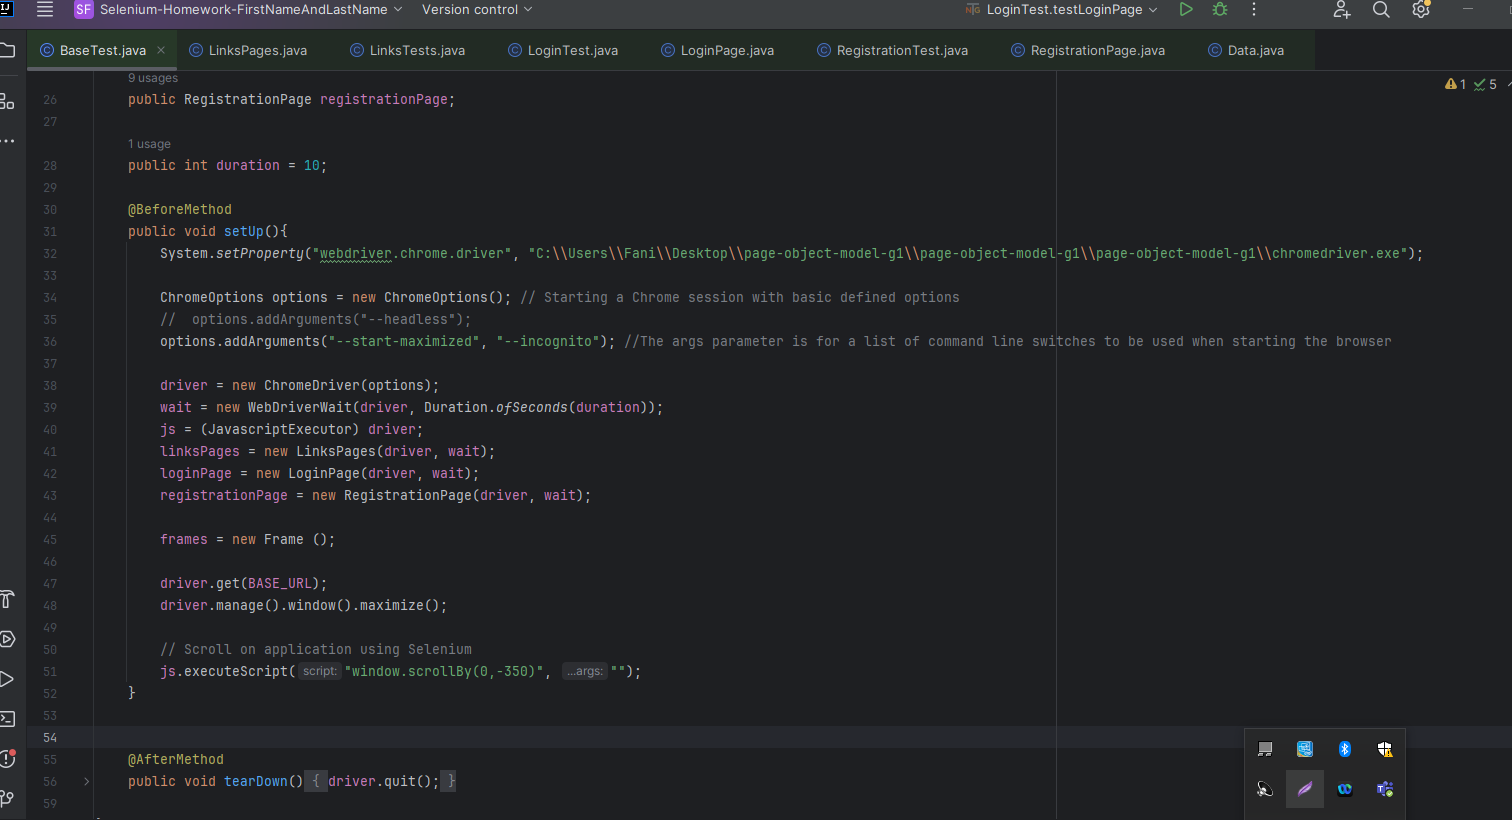 SF Selenium-Homework-FirstNameAndLastName Version control LoginTest.testLoginPage
BaseTest.java LinksPages.java LinksTests.java LoginTest.java LoginPage.java RegistrationTest.java RegistrationPage.java Data.java
9 usages
1 5
26 public RegistrationPage registrationPage;
27
1 usage
28 public int duration = 10;
29
30 @BeforeMethod
31 public void setUp(){
32 System.setProperty("webdriver.chrome.driver", "C:\\Users\\Fani\\Desktop\\page-object-model-g1\\page-object-model-g1\\page-object-model-g1\\chromedriver.exe");
33
34 ChromeOptions options = new ChromeOptions(); // Starting a Chrome session with basic defined options
35 //  options.addArguments("--headless");
36 options.addArguments("--start-maximized", "--incognito"); //The args parameter is for a list of command line switches to be used when starting the browser
37
38 driver = new ChromeDriver(options);
39 wait = new WebDriverWait(driver, Duration.ofSeconds(duration));
40 js = (JavascriptExecutor) driver;
41 linksPages = new LinksPages(driver, wait);
42 loginPage = new LoginPage(driver, wait);
43 registrationPage = new RegistrationPage(driver, wait);
44
45 frames = new Frame ();
46
47 driver.get(BASE_URL);
48 driver.manage().window().maximize();
49
50 // Scroll on application using Selenium
51 js.executeScript( script: "window.scrollBy(0,-350)", ...args: "");
52 }
53
54
55 @AfterMethod
56 public void tearDown() { driver.quit(); }
59